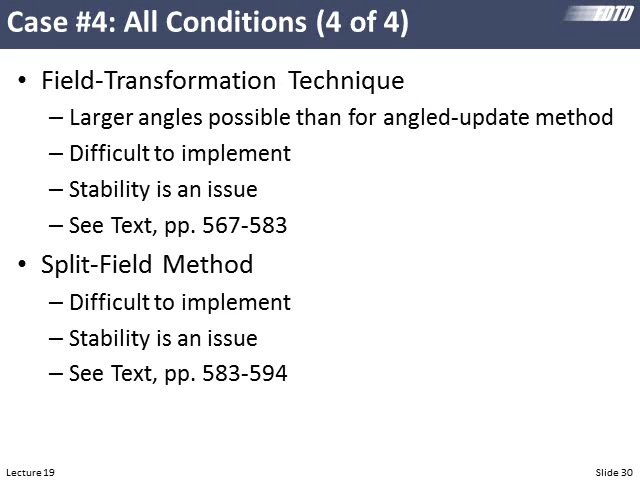 Case #4: All Conditions (4 of 4)
FDTD
• Field-Transformation Technique
– Larger angles possible than for angled-update method
– Difficult to implement
– Stability is an issue
– See Text, pp. 567-583
• Split-Field Method
– Difficult to implement
– Stability is an issue
– See Text, pp. 583-594
Lecture 19
Slide 30